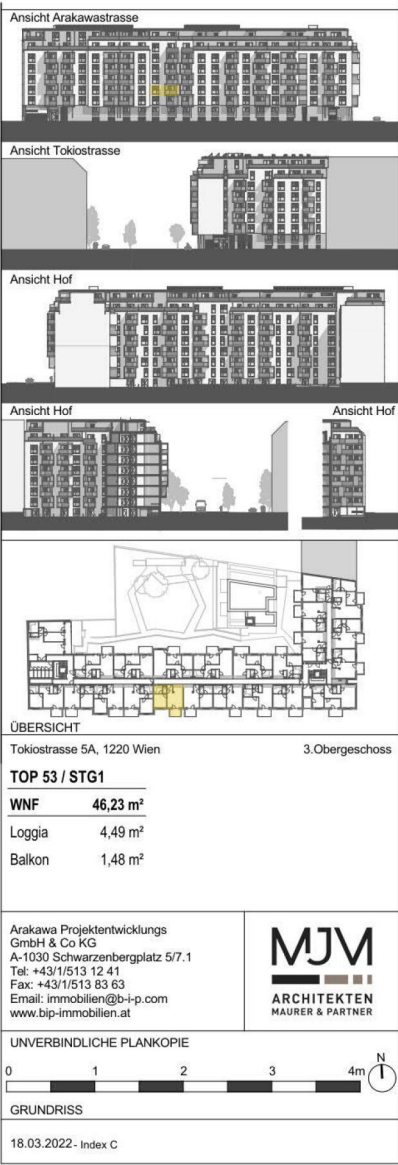 Ansicht Arakawastrasse
Ansicht Tokiostrasse
Ansicht Hof
Ansicht Hof Ansicht Hof
ÜBERSICHT
Tokiostrasse 5A, 1220 Wien 3.Obergeschoss
TOP 53 / STG1
WNF 46,23 m²
Loggia 4,49 m²
Balkon 1,48 m²
Arakawa Projektentwicklungs
GmbH & Co KG
A-1030 Schwarzenbergplatz 5/7.1
Tel: +43/1/513 12 41
Fax: +43/1/513 83 63
Email: immobilien@b-i-p.com
www.bip-immobilien.at
MJM
ARCHITEKTEN
MAURER & PARTNER
UNVERBINDLICHE PLANKOPIE
N
0 1 2 3 4m
GRUNDRISS
18.03.2022- Index C